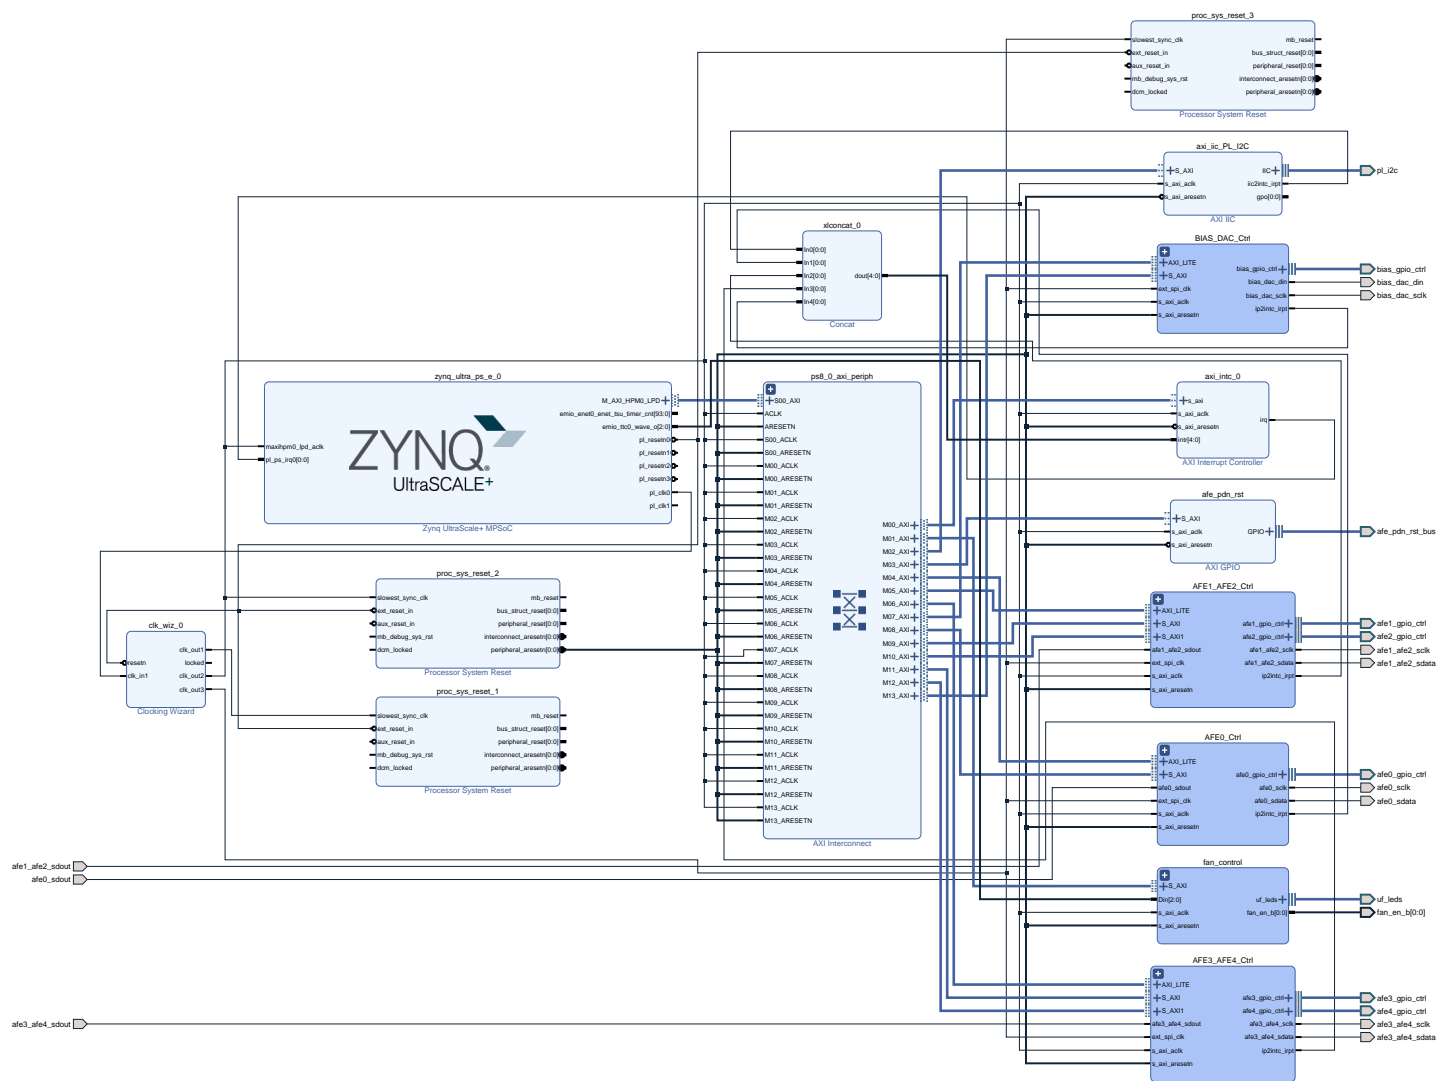 proc_sys_reset_3
slowest_sync_clk
ext_reset_in
aux_reset_in
mb_debug_sys_rst
dcm_locked
mb_reset
bus_struct_reset[0:0]
peripheral_reset[0:0]
interconnect_aresetn[0:0]
peripheral_aresetn[0:0]
Processor System Reset
axi_iic_PL_I2C
S_AXI
s_axi_aclk
s_axi_aresetn
IIC
iic2intc_irpt
gpo[0:0]
AXI IIC
pl_i2c
xlconcat_0
In0[0:0]
In1[0:0]
In2[0:0]
In3[0:0]
In4[0:0]
dout[4:0]
Concat
BIAS_DAC_Ctrl
AXI_LITE
S_AXI
ext_spi_clk
s_axi_aclk
s_axi_aresetn
bias_gpio_ctrl
bias_dac_din
bias_dac_sclk
ip2intc_irpt
bias_gpio_ctrl
bias_dac_din
bias_dac_sclk
zynq_ultra_ps_e_0
maxihpm0_lpd_aclk
pl_ps_irq0[0:0]
ZYNQ
UltraSCALE+
M_AXI_HPM0_LPD
emio_enet0_enet_tsu_timer_cnt[93:0]
emio_ttc0_wave_o[2:0]
pl_resetn0
pl_resetn1
pl_resetn2
pl_resetn3
pl_clk0
pl_clk1
Zynq UltraScale+ MPSoC
ps8_0_axi_periph
S00_AXI
ACLK
ARESETN
S00_ACLK
S00_ARESETN
M00_ACLK
M00_ARESETN
M01_ACLK
M01_ARESETN
M02_ACLK
M02_ARESETN
M03_ACLK
M03_ARESETN
M04_ACLK
M04_ARESETN
M05_ACLK
M05_ARESETN
M06_ACLK
M06_ARESETN
M07_ACLK
M07_ARESETN
M08_ACLK
M08_ARESETN
M09_ACLK
M09_ARESETN
M10_ACLK
M10_ARESETN
M11_ACLK
M11_ARESETN
M12_ACLK
M12_ARESETN
M13_ACLK
M13_ARESETN
M00_AXI
M01_AXI
M02_AXI
M03_AXI
M04_AXI
M05_AXI
M06_AXI
M07_AXI
M08_AXI
M09_AXI
M10_AXI
M11_AXI
M12_AXI
M13_AXI
AXI Interconnect
axi_intc_0
s_axi
s_axi_aclk
s_axi_aresetn
intr[4:0]
irq
AXI Interrupt Controller
afe_pdn_rst
S_AXI
s_axi_aclk
s_axi_aresetn
GPIO
AXI GPIO
afe_pdn_rst_bus
proc_sys_reset_2
slowest_sync_clk
ext_reset_in
aux_reset_in
mb_debug_sys_rst
dcm_locked
mb_reset
bus_struct_reset[0:0]
peripheral_reset[0:0]
interconnect_aresetn[0:0]
peripheral_aresetn[0:0]
Processor System Reset
clk_wiz_0
resetn
clk_in1
clk_out1
locked
clk_out2
clk_out3
Clocking Wizard
proc_sys_reset_1
slowest_sync_clk
ext_reset_in
aux_reset_in
mb_debug_sys_rst
dcm_locked
mb_reset
bus_struct_reset[0:0]
peripheral_reset[0:0]
interconnect_aresetn[0:0]
peripheral_aresetn[0:0]
Processor System Reset
AFE1_AFE2_Ctrl
AXI_LITE
S_AXI
S_AXI1
afe1_afe2_sdout
ext_spi_clk
s_axi_aclk
s_axi_aresetn
afe1_gpio_ctrl
afe2_gpio_ctrl
afe1_afe2_sclk
afe1_afe2_sdata
ip2intc_irpt
afe1_gpio_ctrl
afe2_gpio_ctrl
afe1_afe2_sclk
afe1_afe2_sdata
AFE0_Ctrl
AXI_LITE
S_AXI
afe0_sdout
ext_spi_clk
s_axi_aclk
s_axi_aresetn
afe0_gpio_ctrl
afe0_sclk
afe0_sdata
ip2intc_irpt
afe0_gpio_ctrl
afe0_sclk
afe0_sdata
afe1_afe2_sdout
afe0_sdout
fan_control
S_AXI
Din[2:0]
s_axi_aclk
s_axi_aresetn
uf_leds
fan_en_b[0:0]
uf_leds
fan_en_b[0:0]
AFE3_AFE4_Ctrl
AXI_LITE
S_AXI
S_AXI1
afe3_afe4_sdout
ext_spi_clk
s_axi_aclk
s_axi_aresetn
afe3_gpio_ctrl
afe4_gpio_ctrl
afe3_afe4_sclk
afe3_afe4_sdata
ip2intc_irpt
afe3_gpio_ctrl
afe4_gpio_ctrl
afe3_afe4_sclk
afe3_afe4_sdata
afe3_afe4_sdout